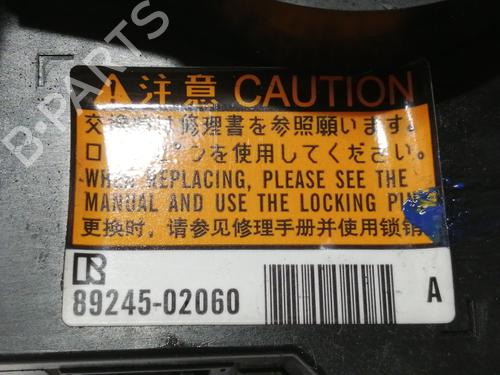 B-PARTS
注意 CAUTION
交換時は修理書を参照願います。
ロックピンを使用してください。
WHEN REPLACING, PLEASE SEE THE
MANUAL AND USE THE LOCKING PIN
更换时，请参见修理手册并使用锁销
89245-02060
A